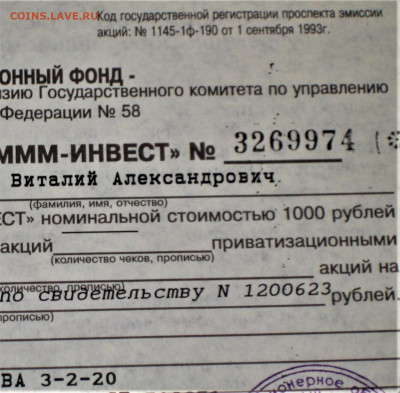 COINS.LAVE.RU
Код государственной регистрации проспекта эмиссии
акций: № 1145-1ф-190 от 1 сентября 1993г.
ОННЫЙ ФОНД -
нзию Государственного комитета по управлению
Федерации № 58
МММ-ИНВЕСТ» № 3269974
Виталий Александрович
(фамилия, имя, отчество)
ЕСТ» номинальной стоимостью 1000 рублей
акций приватизационными
(количество чеков, прописью)
акций на
количество, прописью)
по свидетельству N 1200623 рублей.
прописью)
ВА 3-2-20
ионерное об